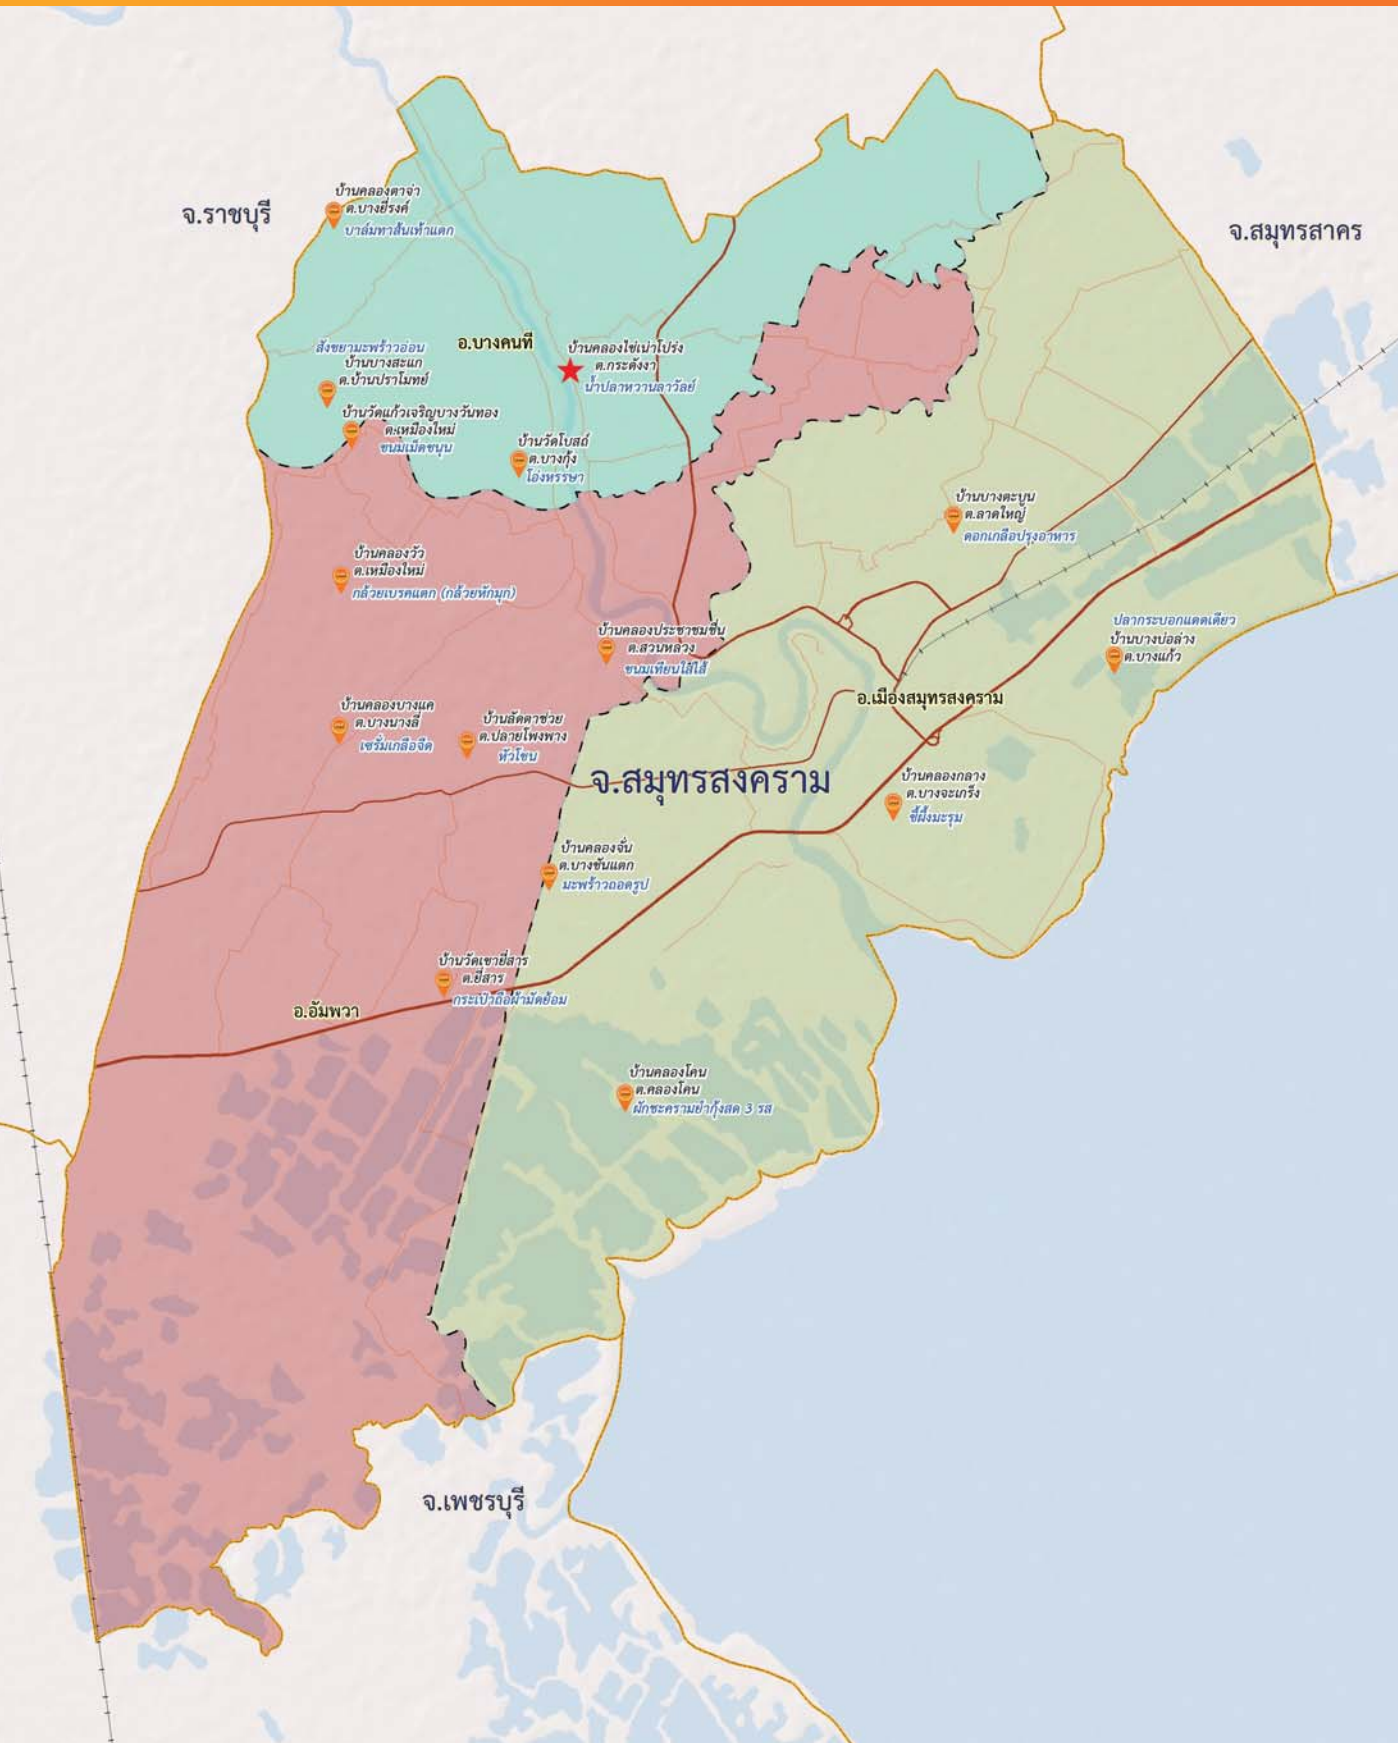 จ.ราชบุรี
บ้านคลองตาจ่า
ต.บางยี่รงค์
บาล์มทาส้นเท้าแตก
จ.สมุทรสาคร
อ.บางคนที
สังขยามะพร้าวอ่อน
บ้านบางสะแก
ต.บ้านปราโมทย์
บ้านคลองไข่เน่าโปร่ง
ต.กระดังงา
น้ำปลาหวานลาวัลย์
บ้านวัดแก้วเจริญบางวันทอง
ต.เหมืองใหม่
ขนมเม็ดขนุน
บ้านวัดโบสถ์
ต.บางกุ้ง
โอ่งหรรษา
บ้านบางตะบูน
ต.ลาดใหญ่
ดอกเกลือปรุงอาหาร
บ้านคลองวัว
ต.เหมืองใหม่
กล้วยเบรคแตก (กล้วยหักมุก)
บ้านคลองประชาชมชื่น
ต.สวนหลวง
ขนมเทียนไส้ไส้
ปลากระบอกแดดเดียว
บ้านบางบ่อล่าง
ต.บางแก้ว
อ.เมืองสมุทรสงคราม
บ้านคลองบางแค
ต.บางนางลี่
เซรั่มเกลือจืด
บ้านลัดตาช่วย
ต.ปลายโพงพาง
หัวโขน
จ.สมุทรสงคราม
บ้านคลองกลาง
ต.บางจะเกร็ง
ขี้ผึ้งมะรุม
บ้านคลองจั่น
ต.บางขันแตก
มะพร้าวถอดรูป
บ้านวัดเขายี่สาร
ต.ยี่สาร
กระเป๋าถือผ้ามัดย้อม
อ.อัมพวา
บ้านคลองโคน
ต.คลองโคน
ผักชะครามยำกุ้งสด 3 รส
จ.เพชรบุรี